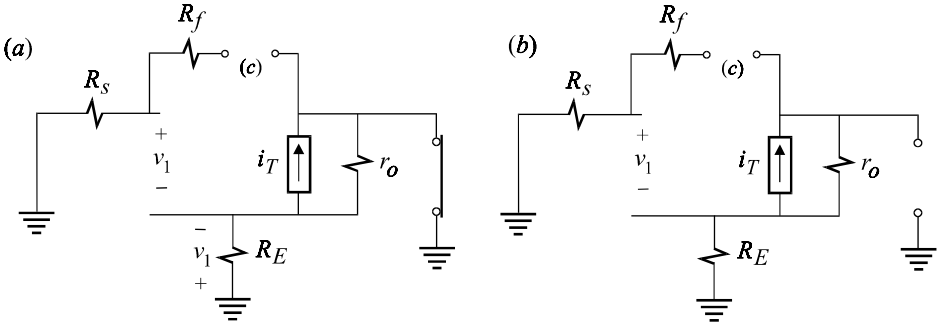 (a)
R_f
(c)
R_s
+
v_1
−
i_T
r_o
−
v_1
+
R_E
(b)
R_f
(c)
R_s
+
v_1
−
i_T
r_o
R_E